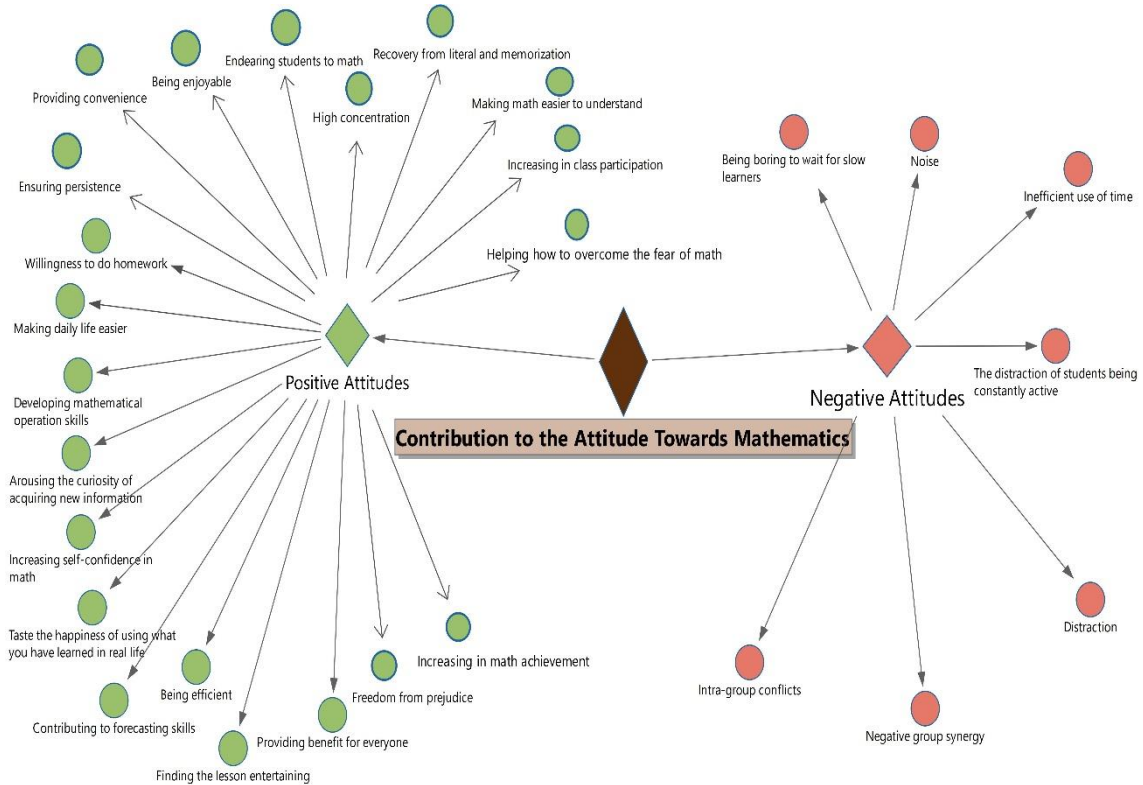 Recovery from literal and memorization
Endearing students to math
Being enjoyable
Providing convenience
Making math easier to understand
High concentration
Increasing in class participation
Being boring to wait for slow
learners
Noise
Inefficient use of time
Ensuring persistence
Helping how to overcome the fear of math
Willingness to do homework
Making daily life easier
Positive Attitudes
Negative Attitudes
The distraction of students being
constantly active
Developing mathematical
operation skills
Contribution to the Attitude Towards Mathematics
Arousing the curiosity of
acquiring new information
Increasing self-confidence in
math
Taste the happiness of using what
you have learned in real life
Distraction
Increasing in math achievement
Intra-group conflicts
Being efficient
Freedom from prejudice
Contributing to forecasting skills
Providing benefit for everyone
Negative group synergy
Finding the lesson entertaining